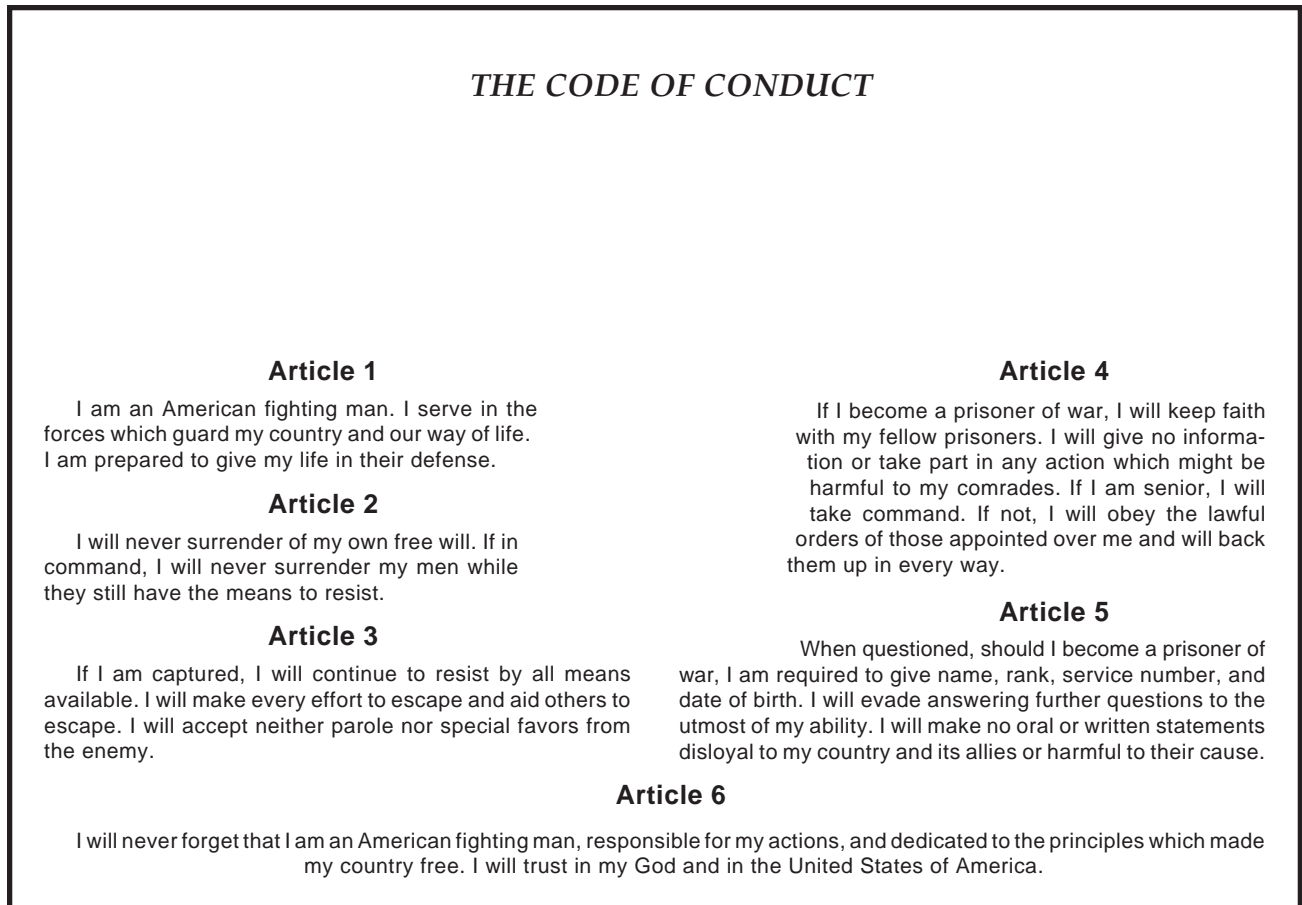 THE CODE OF CONDUCT
Article 1
I am an American fighting man. I serve in the
forces which guard my country and our way of life.
I am prepared to give my life in their defense.
Article 2
I will never surrender of my own free will. If in
command, I will never surrender my men while
they still have the means to resist.
Article 3
If I am captured, I will continue to resist by all means
available. I will make every effort to escape and aid others to
escape. I will accept neither parole nor special favors from
the enemy.
Article 4
If I become a prisoner of war, I will keep faith
with my fellow prisoners. I will give no informa-
tion or take part in any action which might be
harmful to my comrades. If I am senior, I will
take command. If not, I will obey the lawful
orders of those appointed over me and will back
them up in every way.
Article 5
When questioned, should I become a prisoner of
war, I am required to give name, rank, service number, and
date of birth. I will evade answering further questions to the
utmost of my ability. I will make no oral or written statements
disloyal to my country and its allies or harmful to their cause.
Article 6
I will never forget that I am an American fighting man, responsible for my actions, and dedicated to the principles which made
my country free. I will trust in my God and in the United States of America.